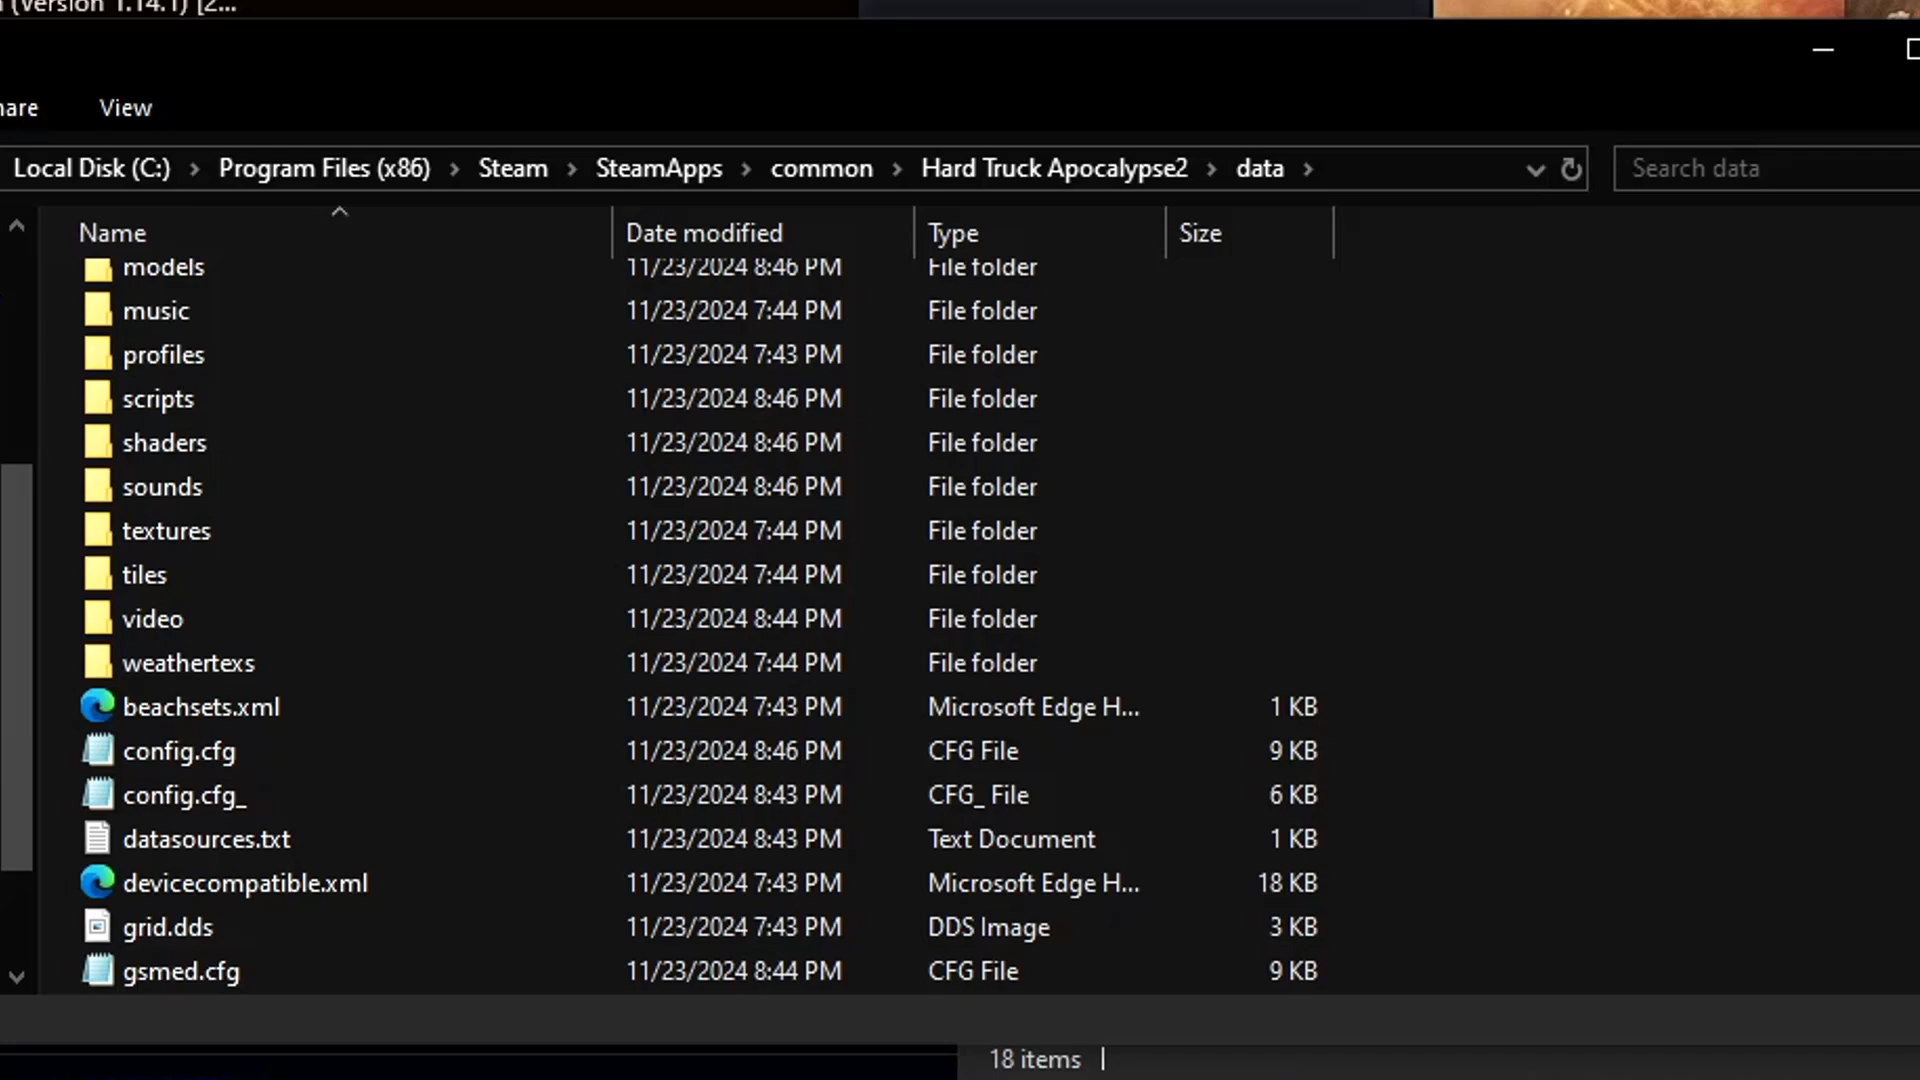 (Version 1.14.1) [2...
hare View
Local Disk (C:) > Program Files (x86) > Steam > SteamApps > common > Hard Truck Apocalypse2 > data > Search data
Name Date modified Type Size
models 11/23/2024 8:46 PM File folder
music 11/23/2024 7:44 PM File folder
profiles 11/23/2024 7:43 PM File folder
scripts 11/23/2024 8:46 PM File folder
shaders 11/23/2024 8:46 PM File folder
sounds 11/23/2024 8:46 PM File folder
textures 11/23/2024 7:44 PM File folder
tiles 11/23/2024 7:44 PM File folder
video 11/23/2024 8:44 PM File folder
weathertexs 11/23/2024 7:44 PM File folder
beachsets.xml 11/23/2024 7:43 PM Microsoft Edge H... 1 KB
config.cfg 11/23/2024 8:46 PM CFG File 9 KB
config.cfg_ 11/23/2024 8:43 PM CFG_ File 6 KB
datasources.txt 11/23/2024 8:43 PM Text Document 1 KB
devicecompatible.xml 11/23/2024 7:43 PM Microsoft Edge H... 18 KB
grid.dds 11/23/2024 7:43 PM DDS Image 3 KB
gsmed.cfg 11/23/2024 8:44 PM CFG File 9 KB
18 items